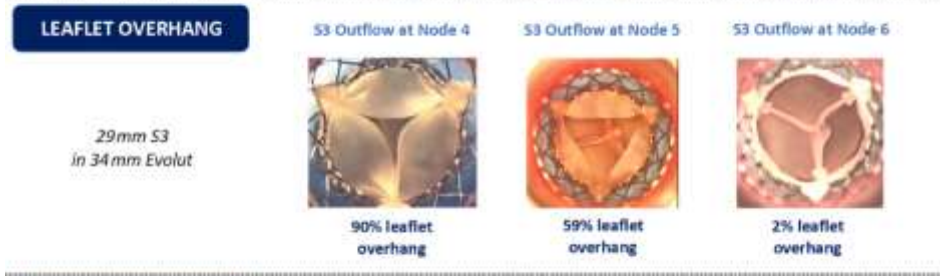 LEAFLET OVERHANG
S3 Outflow at Node 4
S3 Outflow at Node 5
S3 Outflow at Node 6
29mm S3
in 34mm Evolut
90% leaflet
overhang
59% leaflet
overhang
2% leaflet
overhang